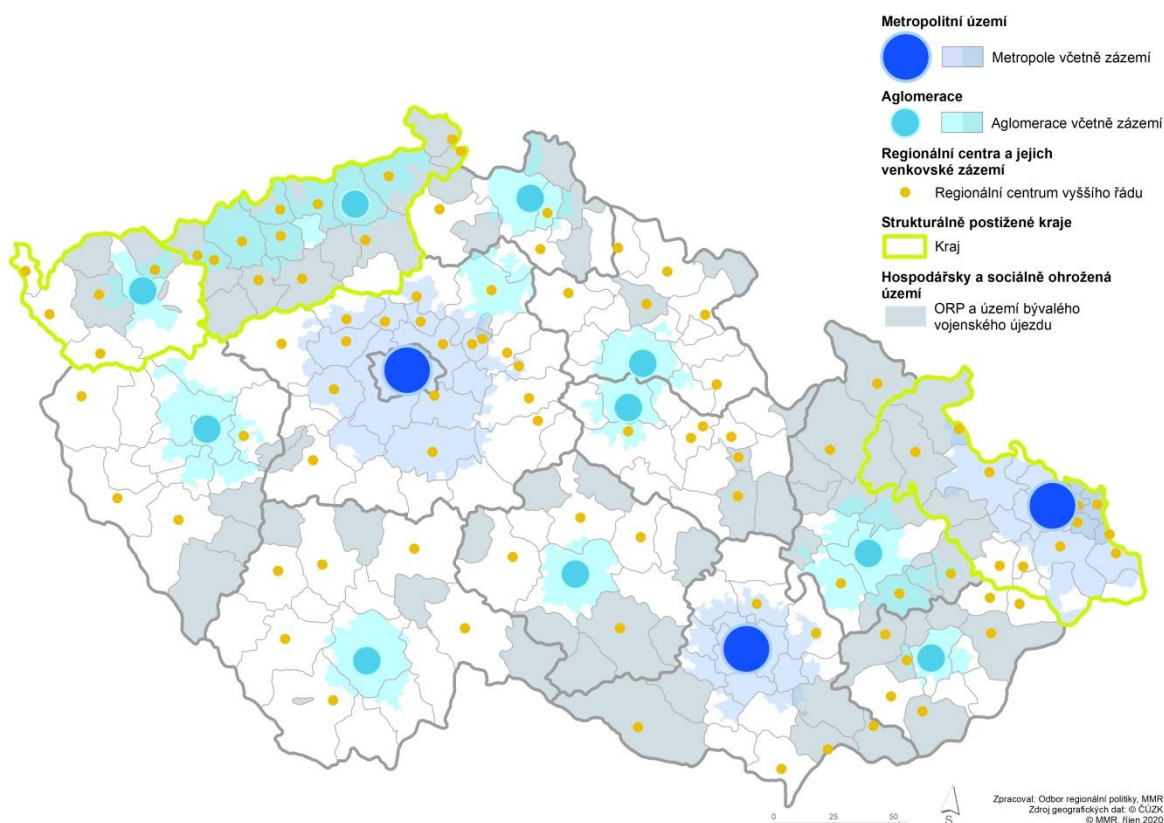 Metropolitní území
Metropole včetně zázemí
Aglomerace
Aglomerace včetně zázemí
Regionální centra a jejich
venkovské zázemí
Regionální centrum vyššího řádu
Strukturálně postižené kraje
Kraj
Hospodářsky a sociálně ohrožená
území
ORP a území bývalého
vojenského újezdu
0 25 50
S
Zpracoval: Odbor regionální politiky, MMR
Zdroj geografických dat: © ČÚZK
© MMR, říjen 2020